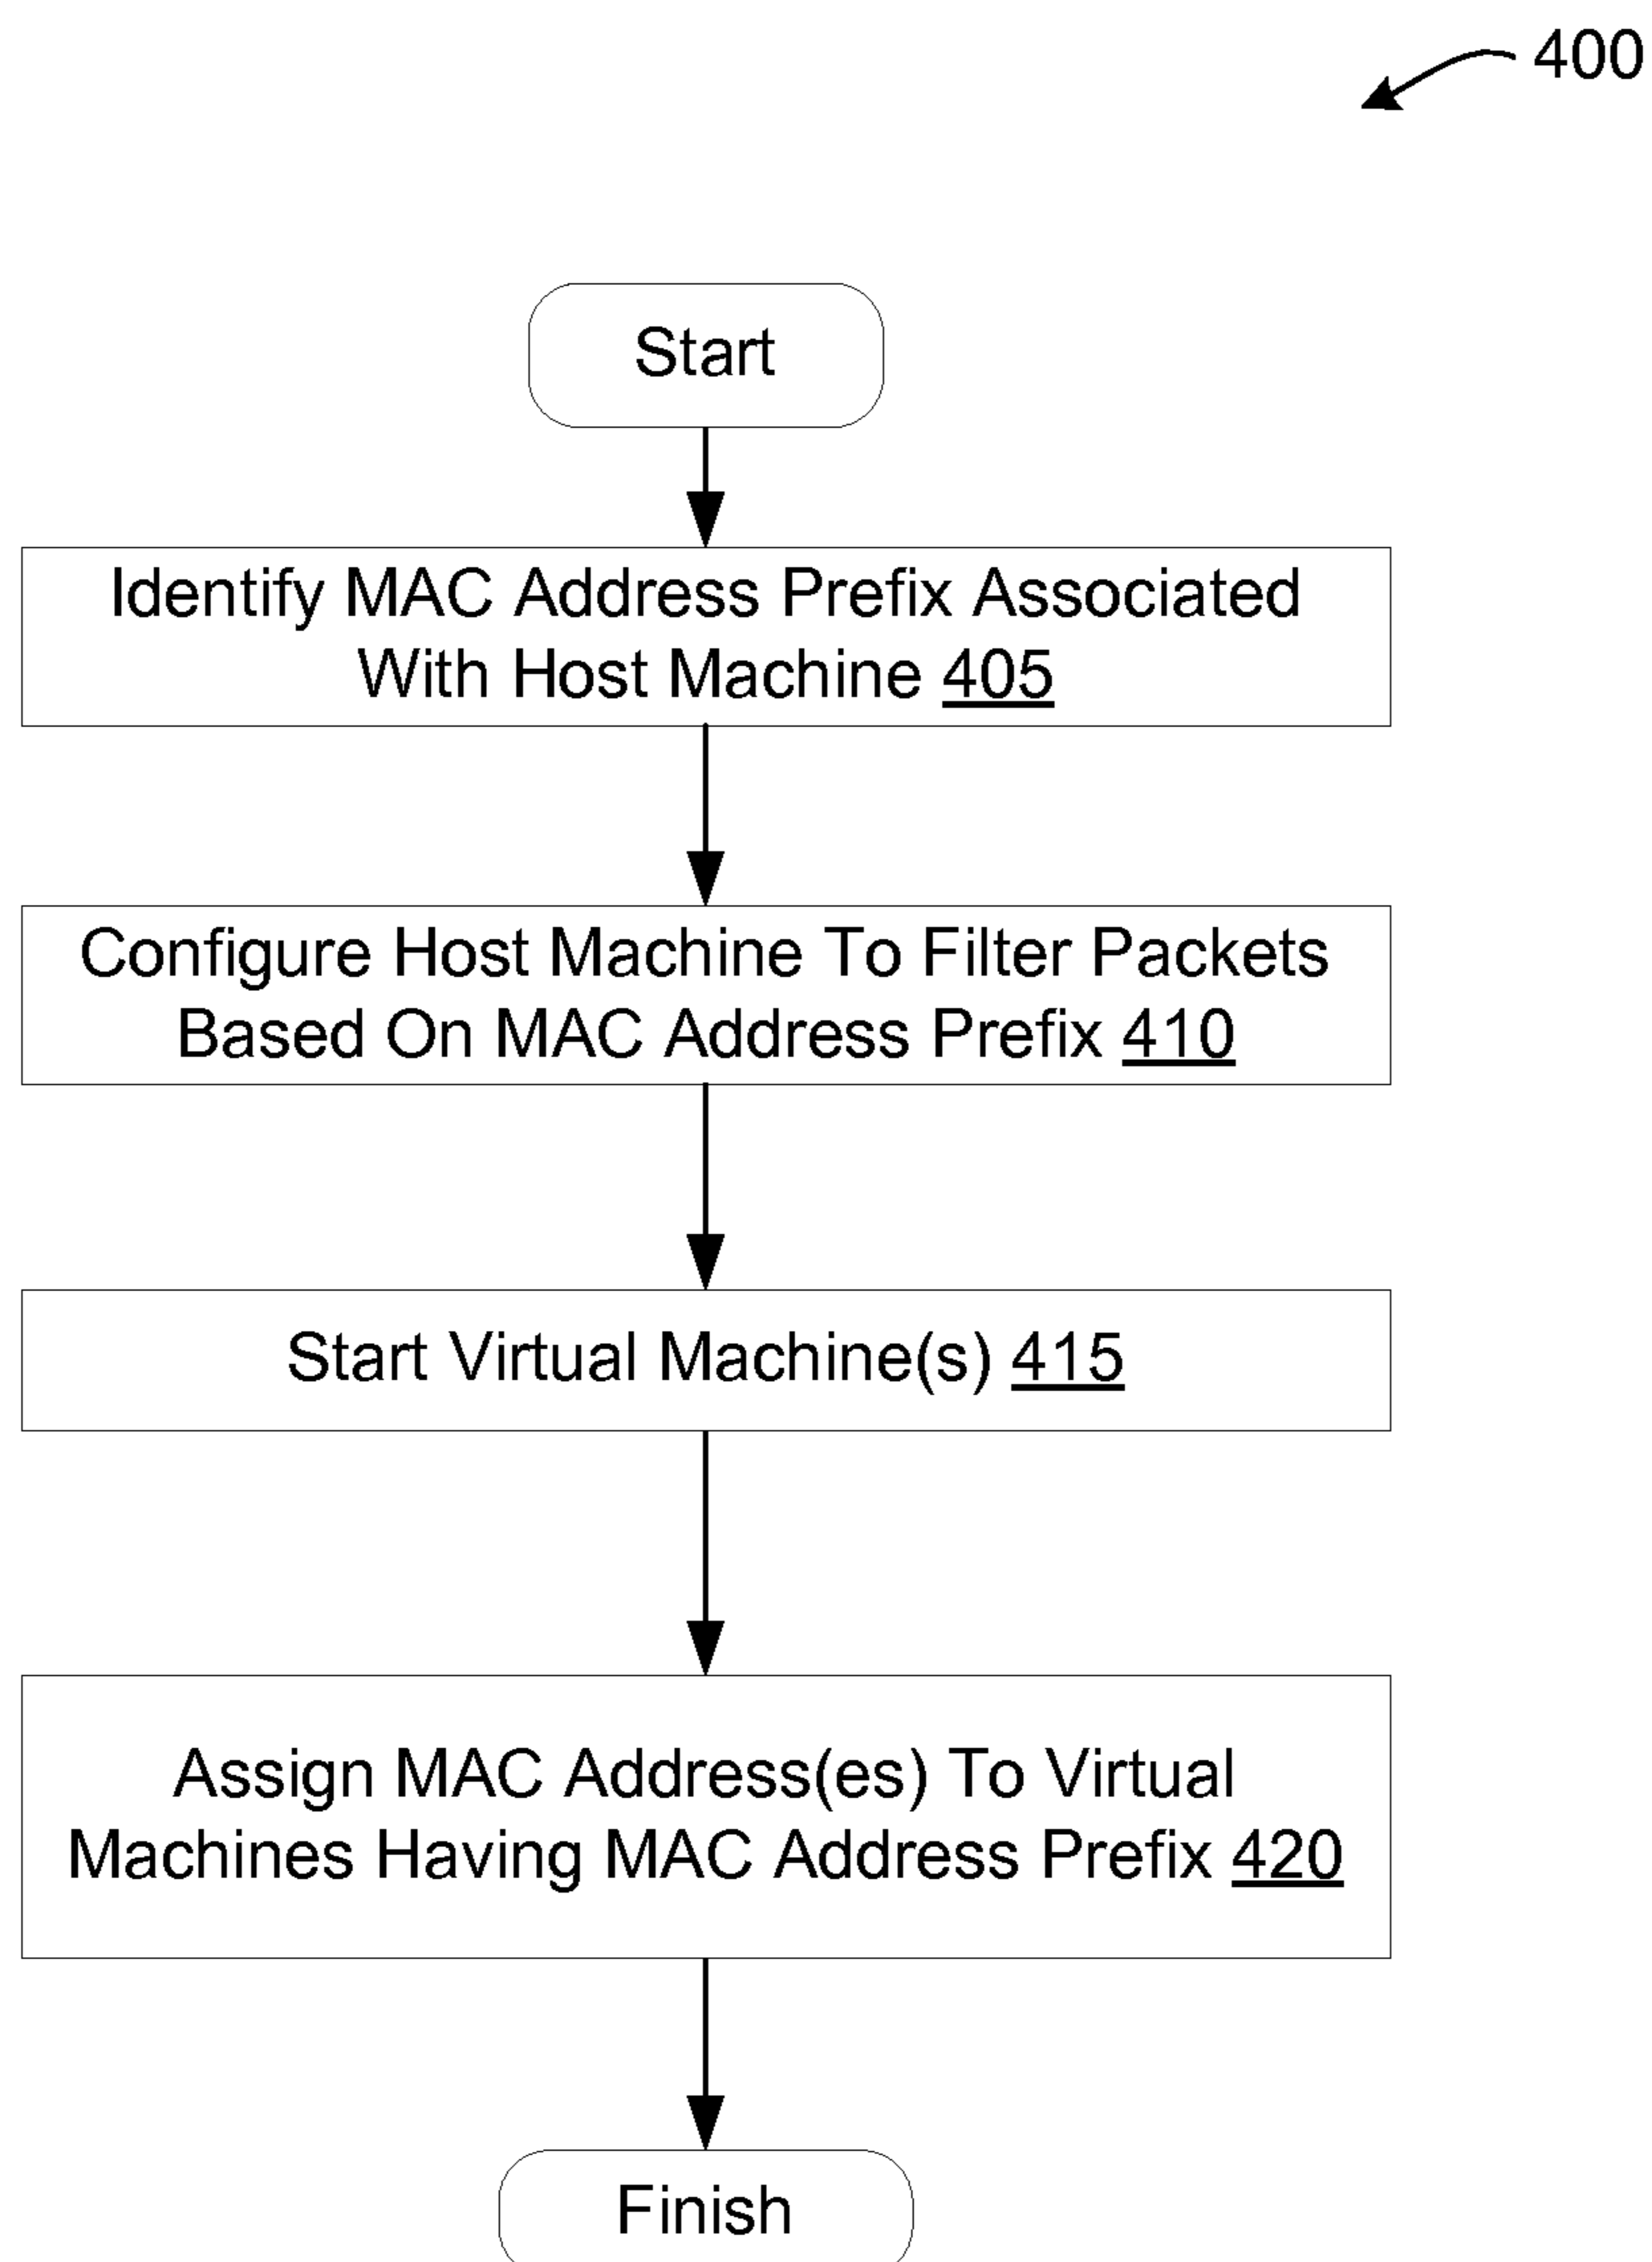 400
Start
Identify MAC Address Prefix Associated
With Host Machine 405
Configure Host Machine To Filter Packets
Based On MAC Address Prefix 410
Start Virtual Machine(s) 415
Assign MAC Address(es) To Virtual
Machines Having MAC Address Prefix 420
Finish